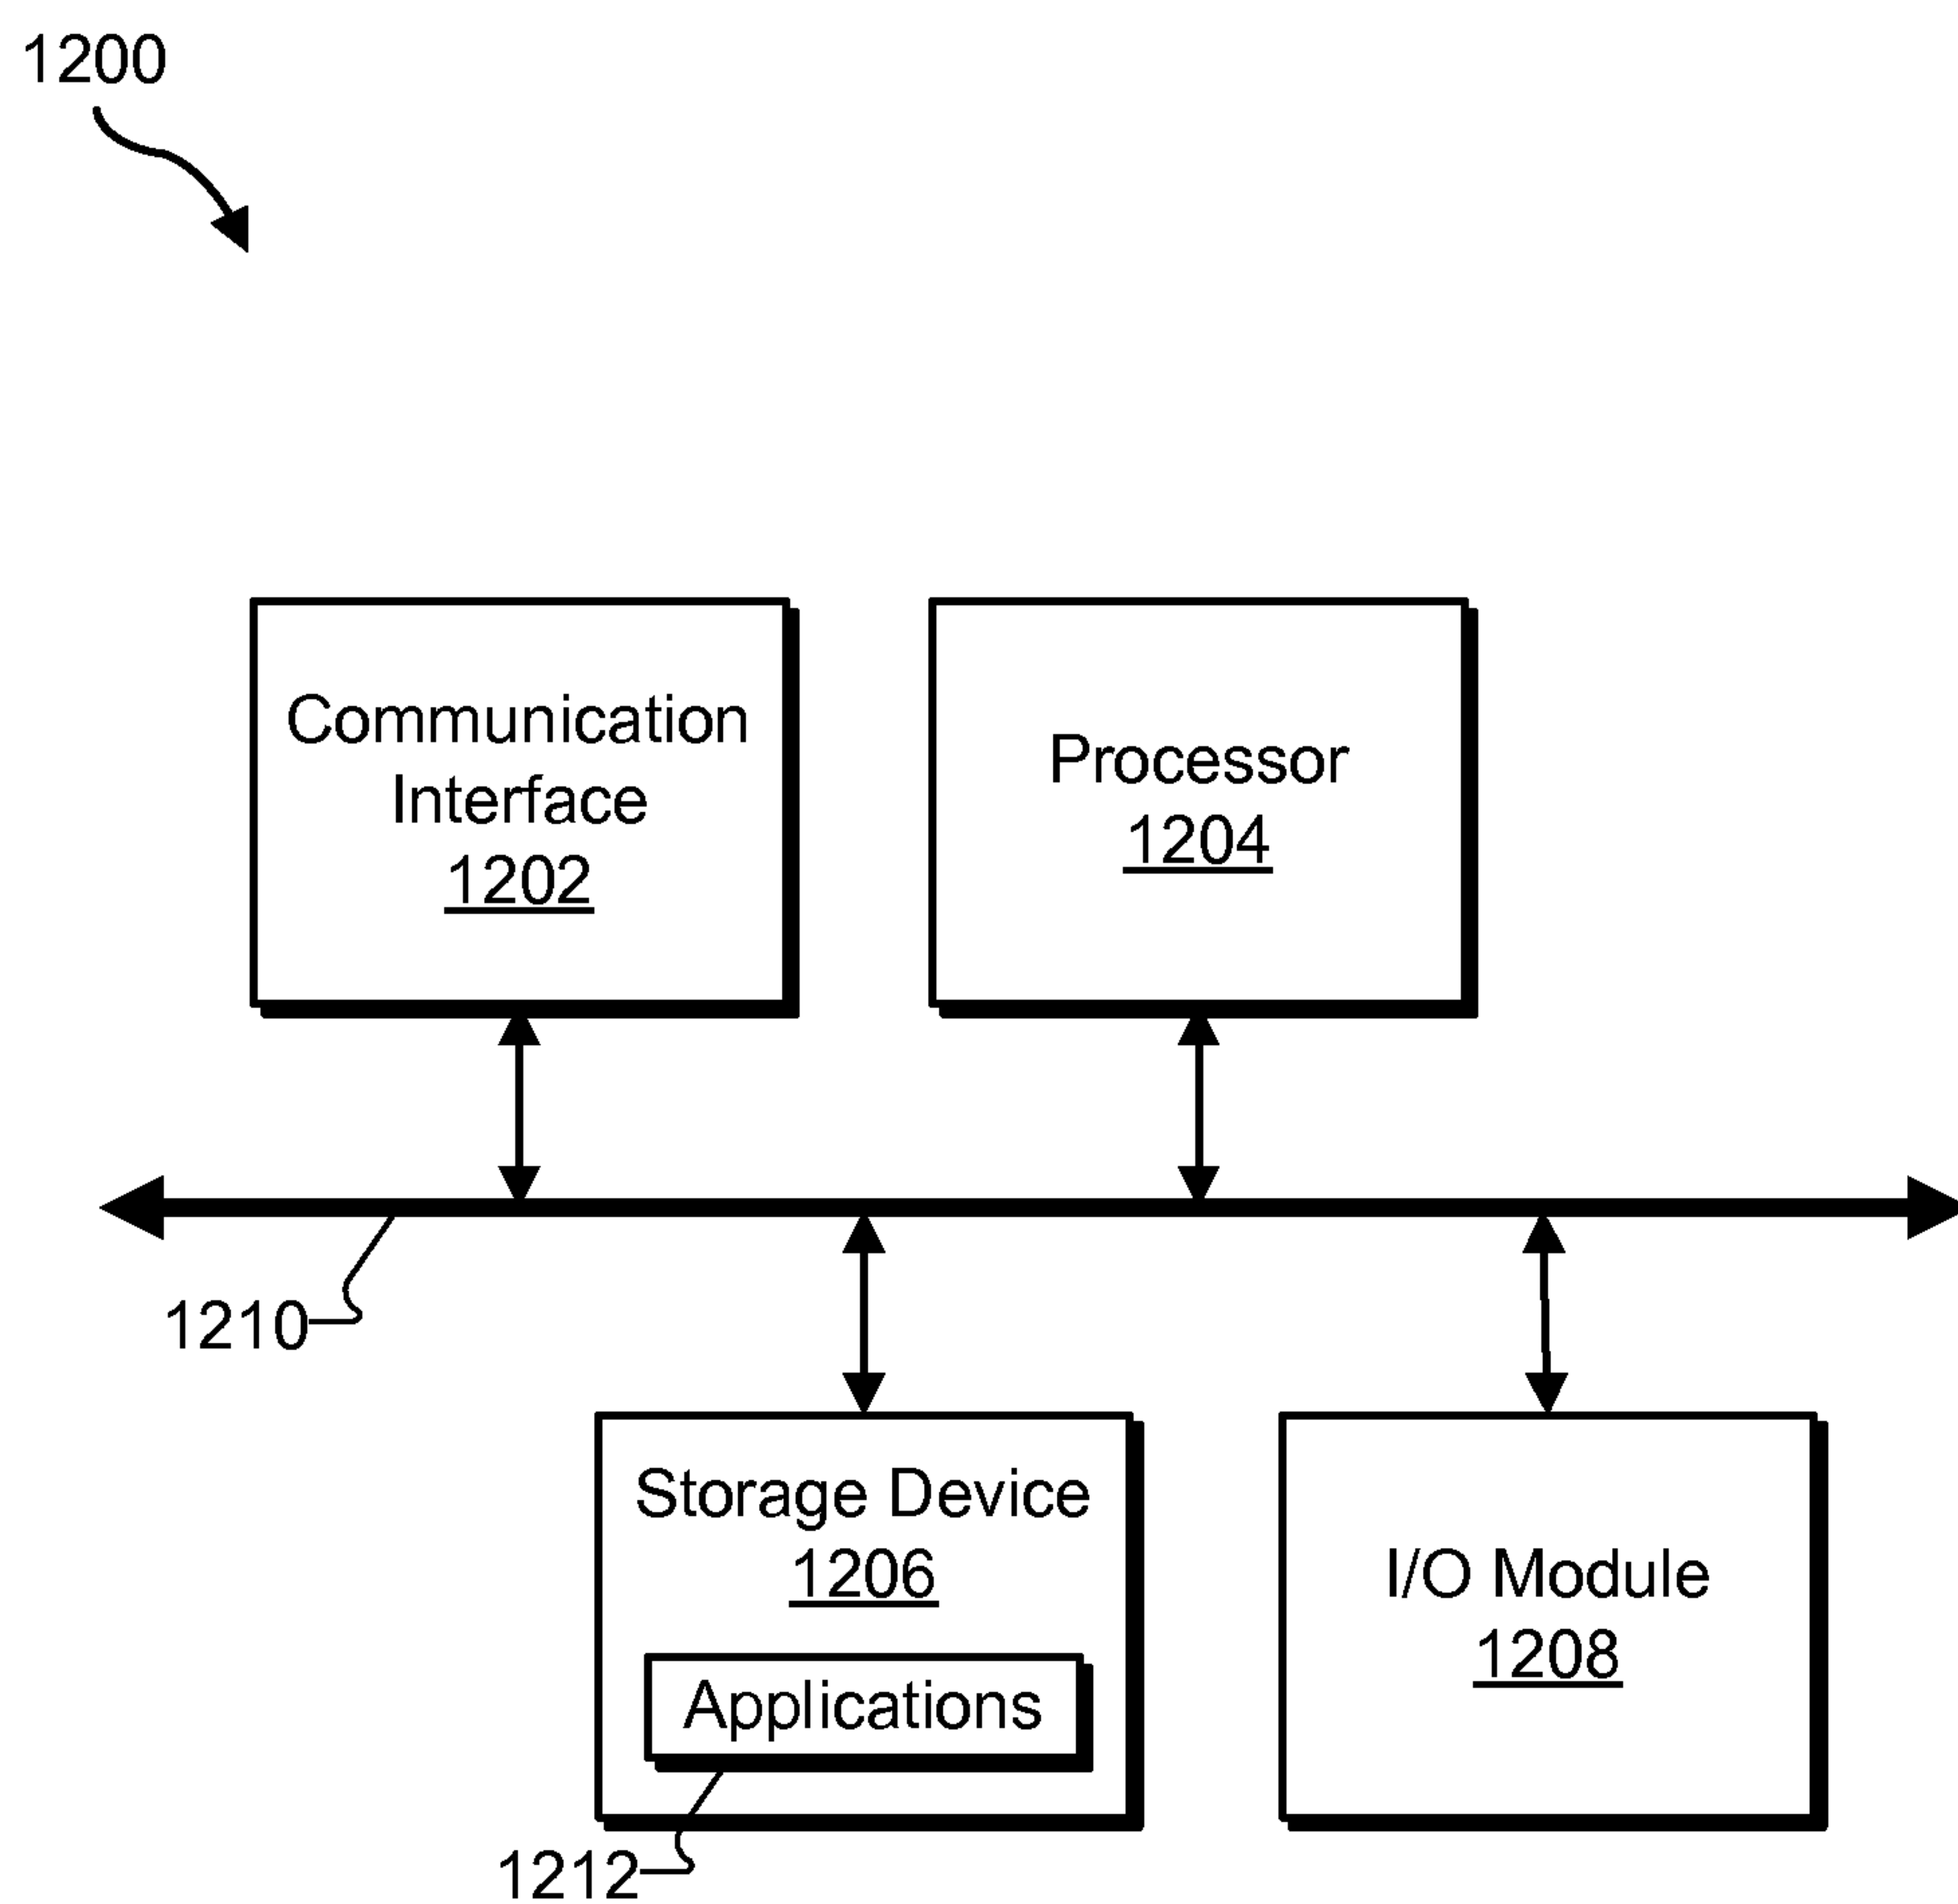 1200
Communication
Interface
1202
Processor
1204
1210
Storage Device
1206
Applications
1212
I/O Module
1208